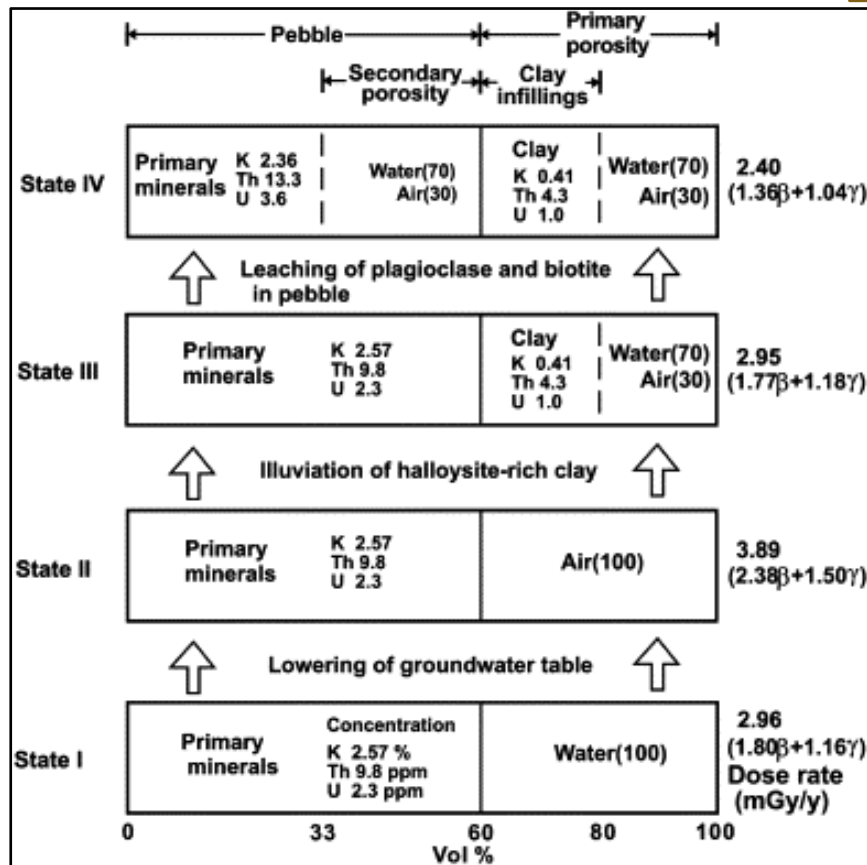 Pebble
Primary
porosity
Secondary
porosity
Clay
infillings
State IV
Primary
minerals
K 2.36
Th 13.3
U 3.6
Water(70)
Air(30)
Clay
K 0.41
Th 4.3
U 1.0
Water(70)
Air(30)
2.40
(1.36β+1.04γ)
Leaching of plagioclase and biotite
in pebble
State III
Primary
minerals
K 2.57
Th 9.8
U 2.3
Clay
K 0.41
Th 4.3
U 1.0
Water(70)
Air(30)
2.95
(1.77β+1.18γ)
Illuviation of halloysite-rich clay
State II
Primary
minerals
K 2.57
Th 9.8
U 2.3
Air(100)
3.89
(2.38β+1.50γ)
Lowering of groundwater table
State I
Primary
minerals
Concentration
K 2.57 %
Th 9.8 ppm
U 2.3 ppm
Water(100)
2.96
(1.80β+1.16γ)
Dose rate
(mGy/y)
0 33 60 80 100
Vol %